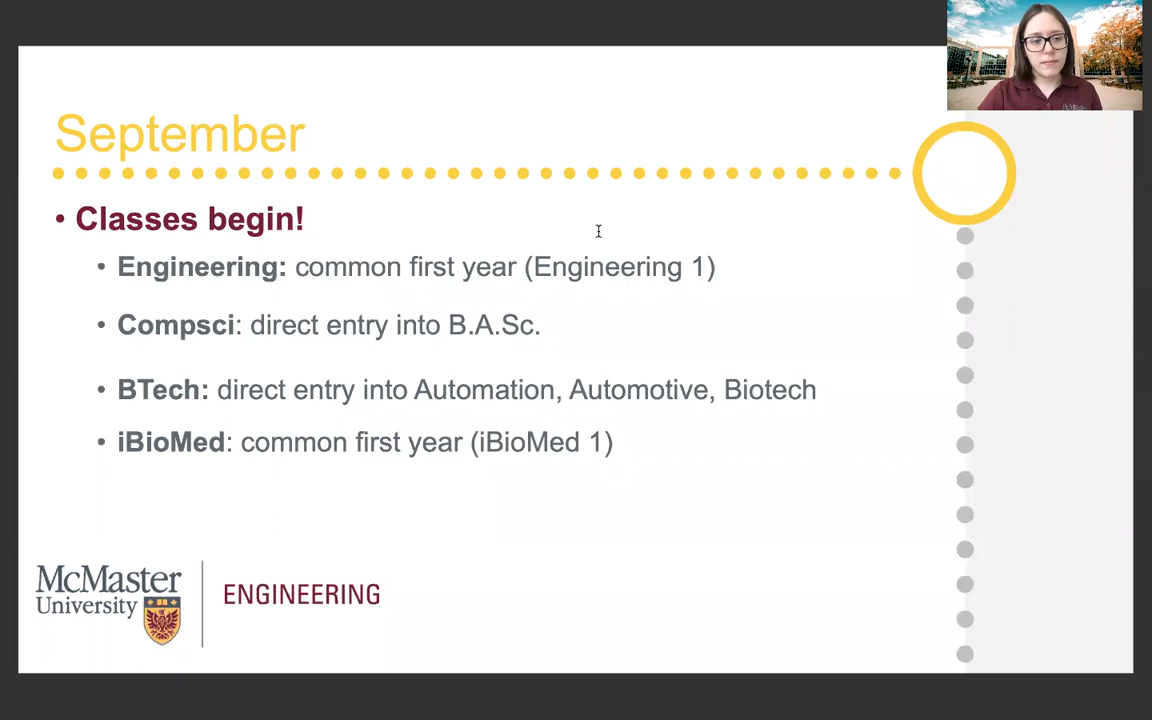 September
• Classes begin!
• Engineering: common first year (Engineering 1)
• Compsci: direct entry into B.A.Sc.
• BTech: direct entry into Automation, Automotive, Biotech
• iBioMed: common first year (iBioMed 1)
McMaster
University
ENGINEERING